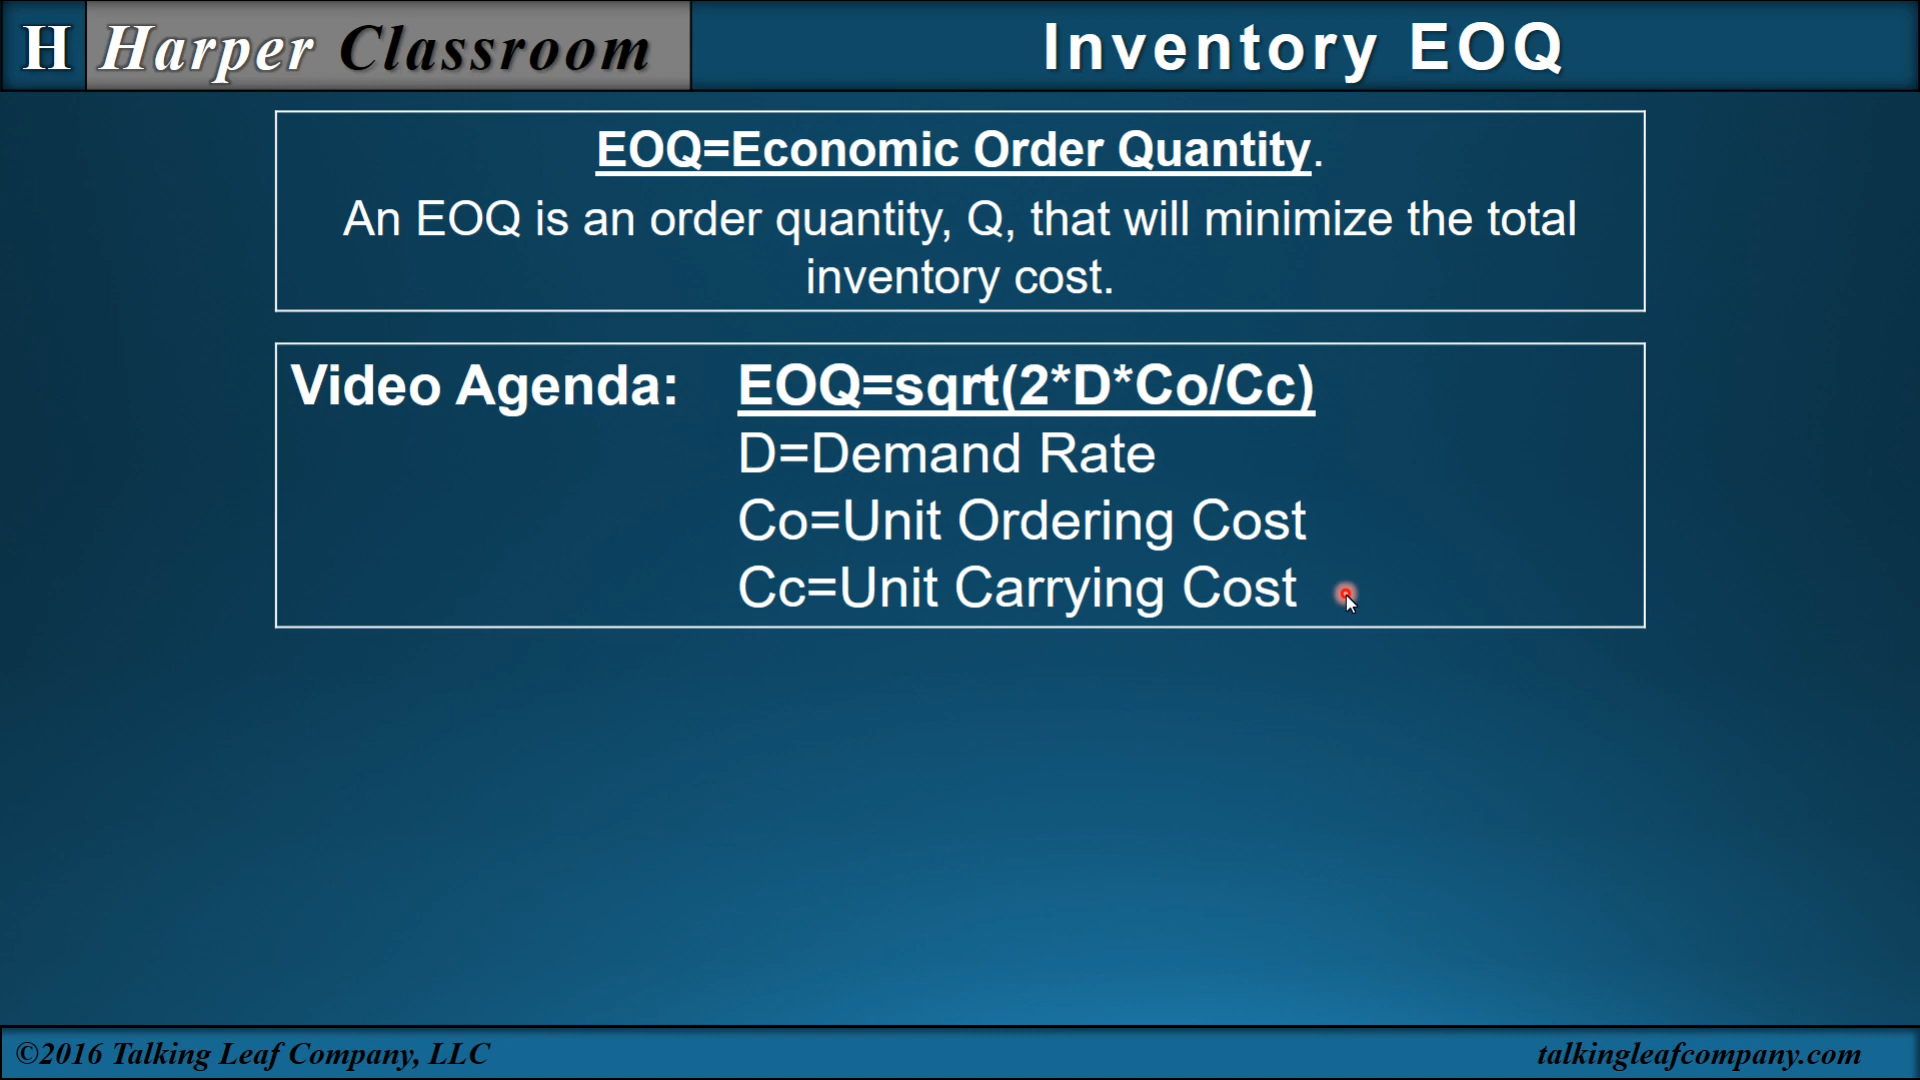 H Harper Classroom Inventory EOQ
EOQ=Economic Order Quantity.
An EOQ is an order quantity, Q, that will minimize the total
inventory cost.
Video Agenda: EOQ=sqrt(2*D*Co/Cc)
D=Demand Rate
Co=Unit Ordering Cost
Cc=Unit Carrying Cost
©2016 Talking Leaf Company, LLC talkingleafcompany.com